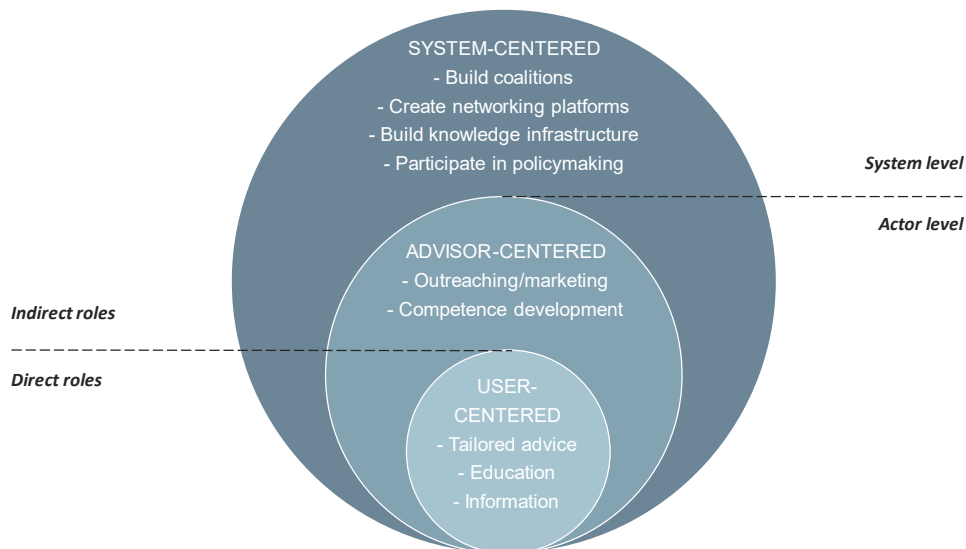 SYSTEM-CENTERED
- Build coalitions
- Create networking platforms
- Build knowledge infrastructure
- Participate in policymaking
System level
Actor level
ADVISOR-CENTERED
- Outreaching/marketing
- Competence development
Indirect roles
Direct roles
USER-
CENTERED
- Tailored advice
- Education
- Information